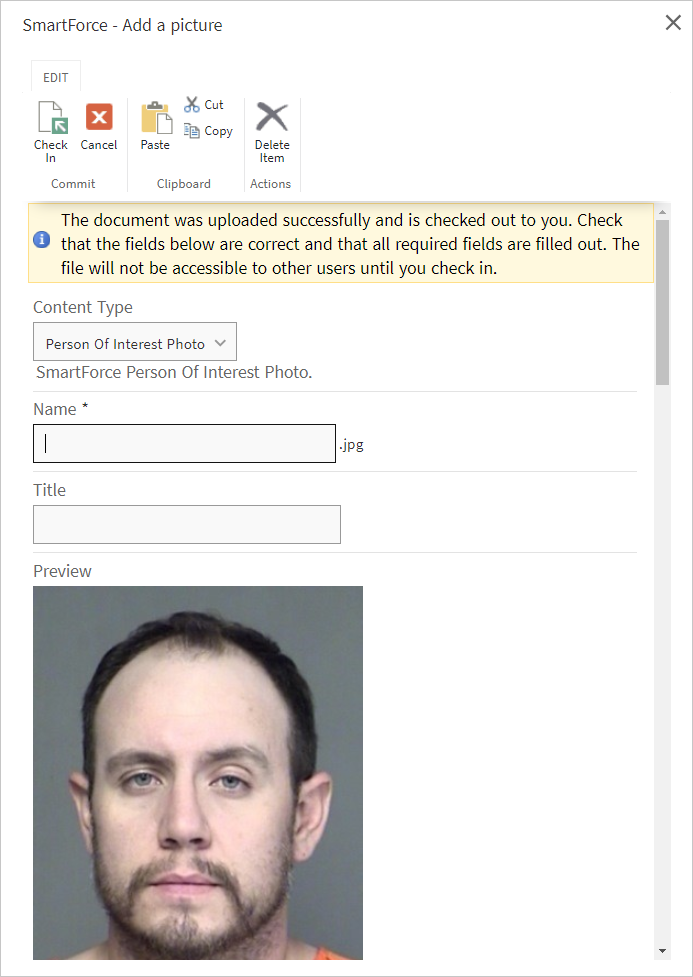 SmartForce - Add a picture
EDIT
Check
In
Cancel
Paste
Cut
Copy
Delete
Item
Commit
Clipboard
Actions
The document was uploaded successfully and is checked out to you. Check
that the fields below are correct and that all required fields are filled out. The
file will not be accessible to other users until you check in.
Content Type
Person Of Interest Photo
SmartForce Person Of Interest Photo.
Name *
.jpg
Title
Preview